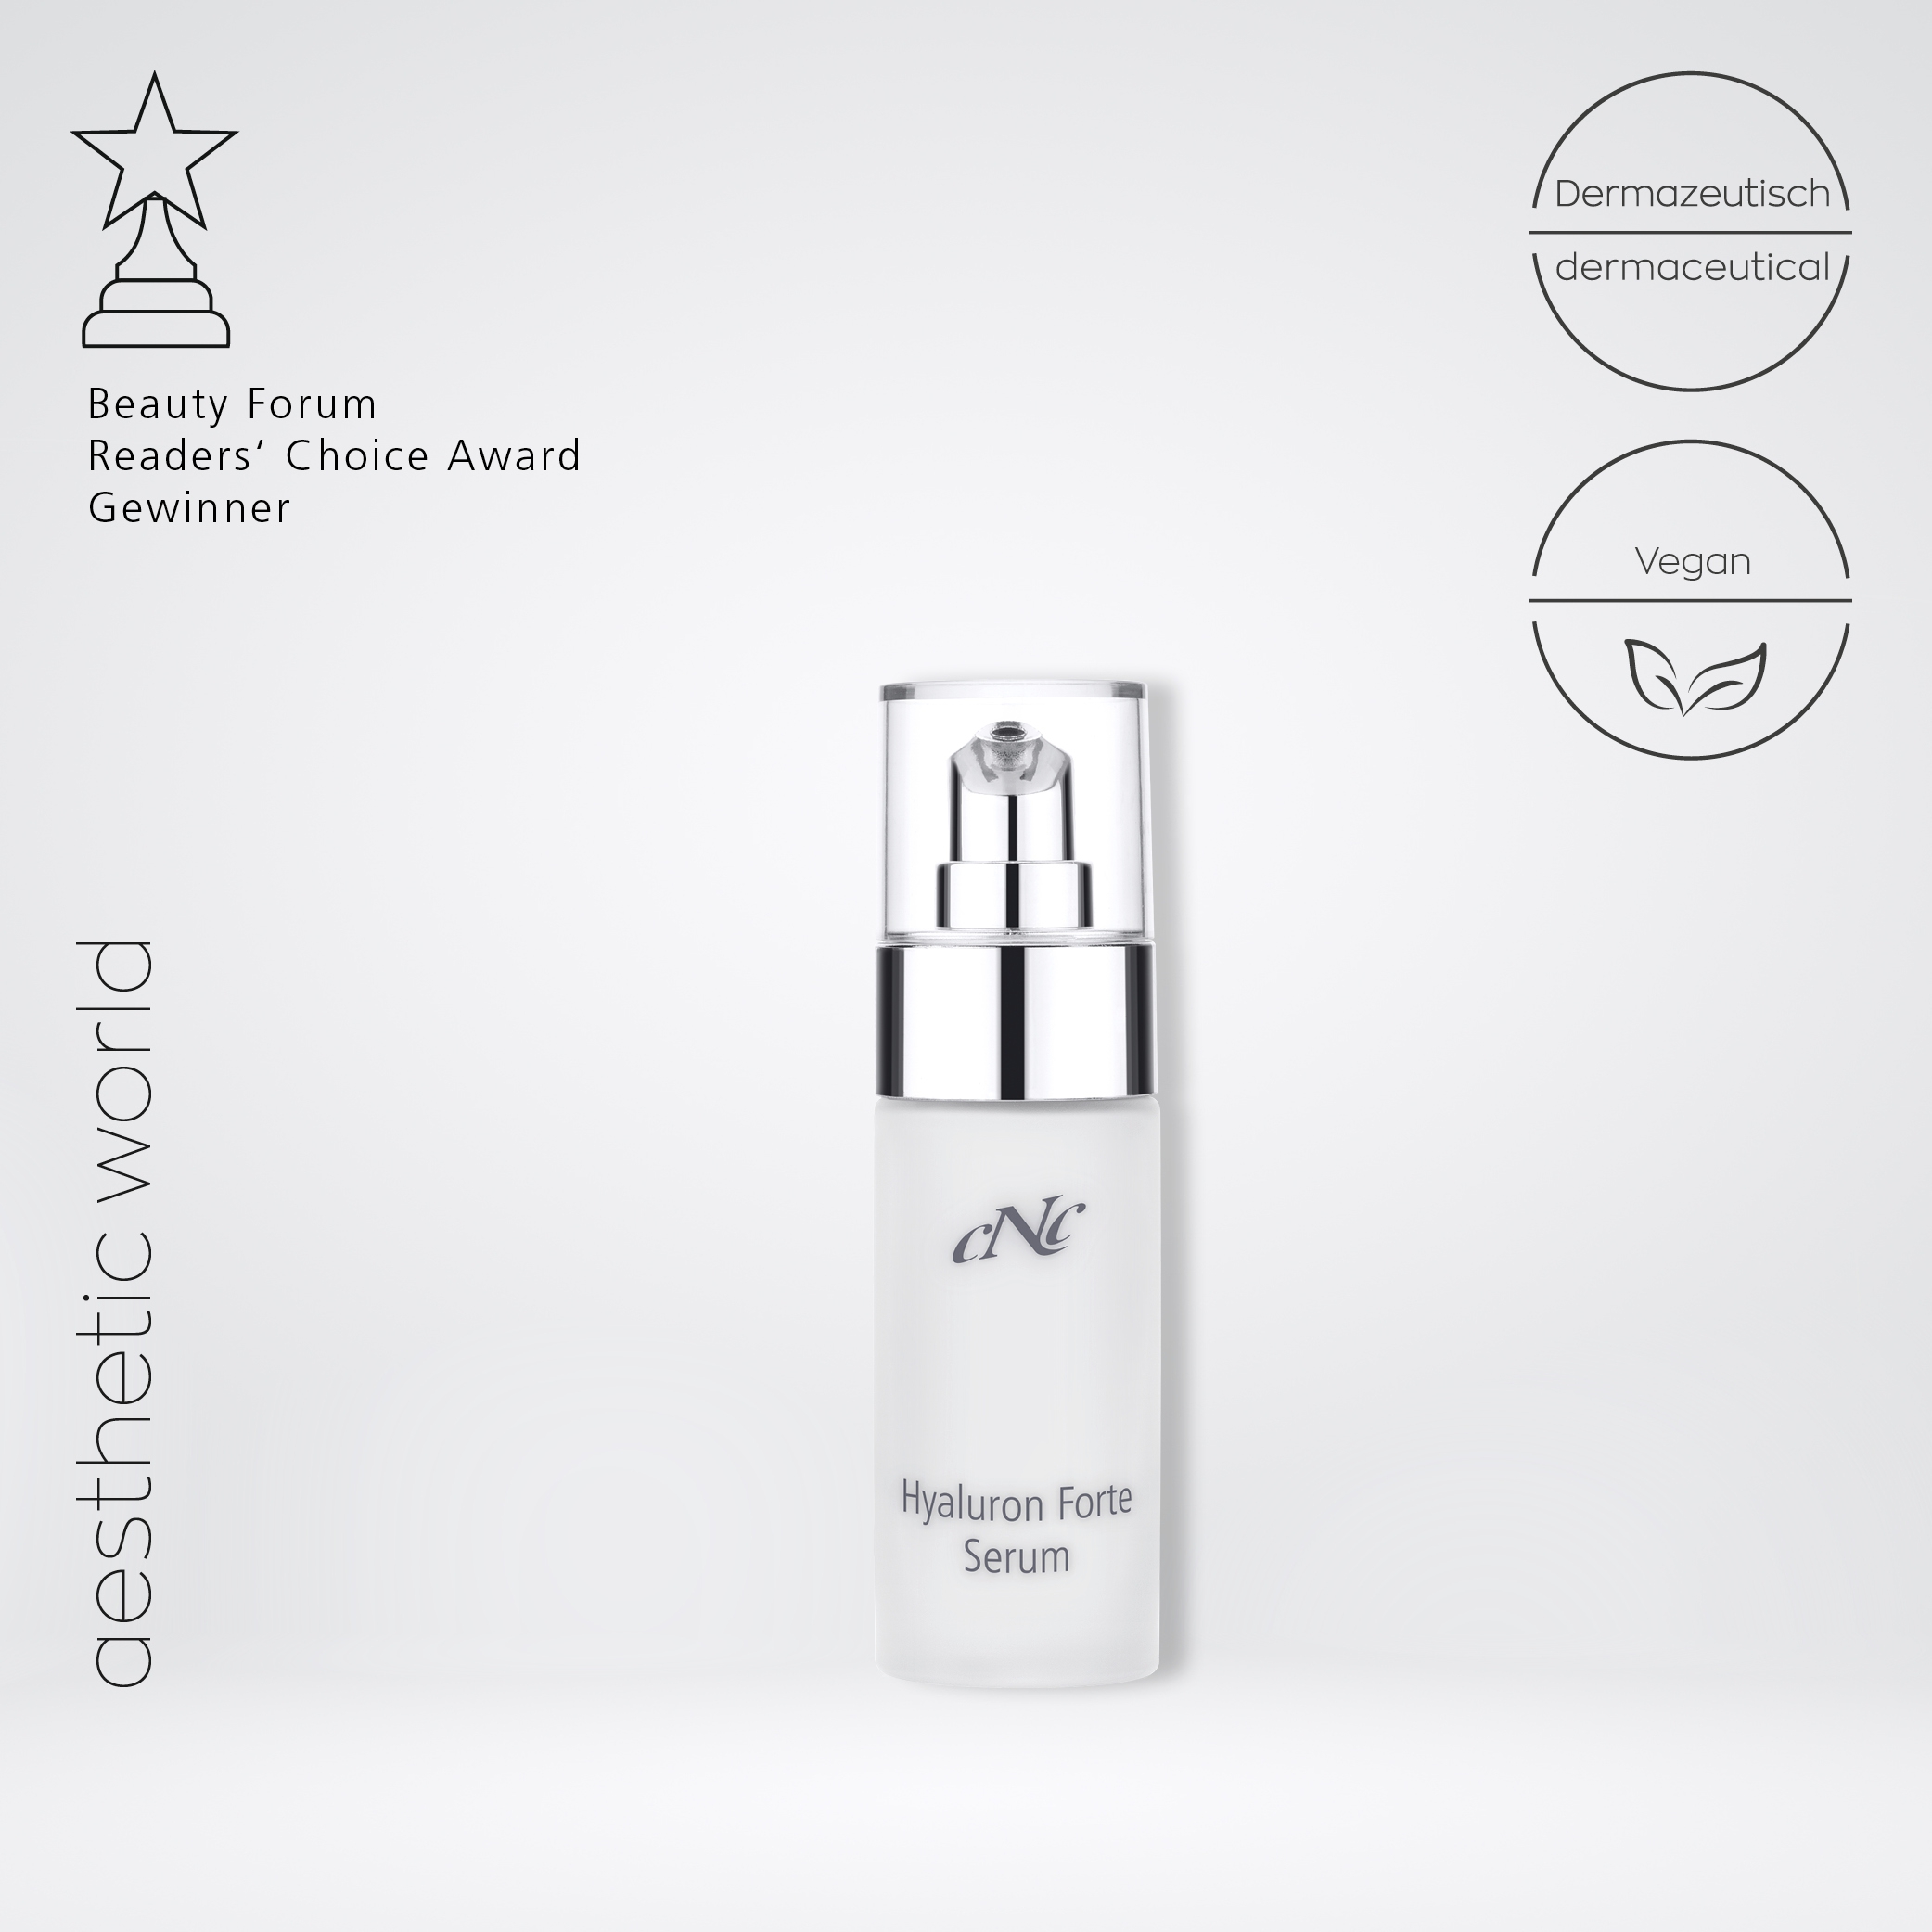 Beauty Forum
Readers‘ Choice Award
Gewinner
Dermazeutisch
dermaceutical
Vegan
aesthetic world
cNc
Hyaluron Forte
Serum